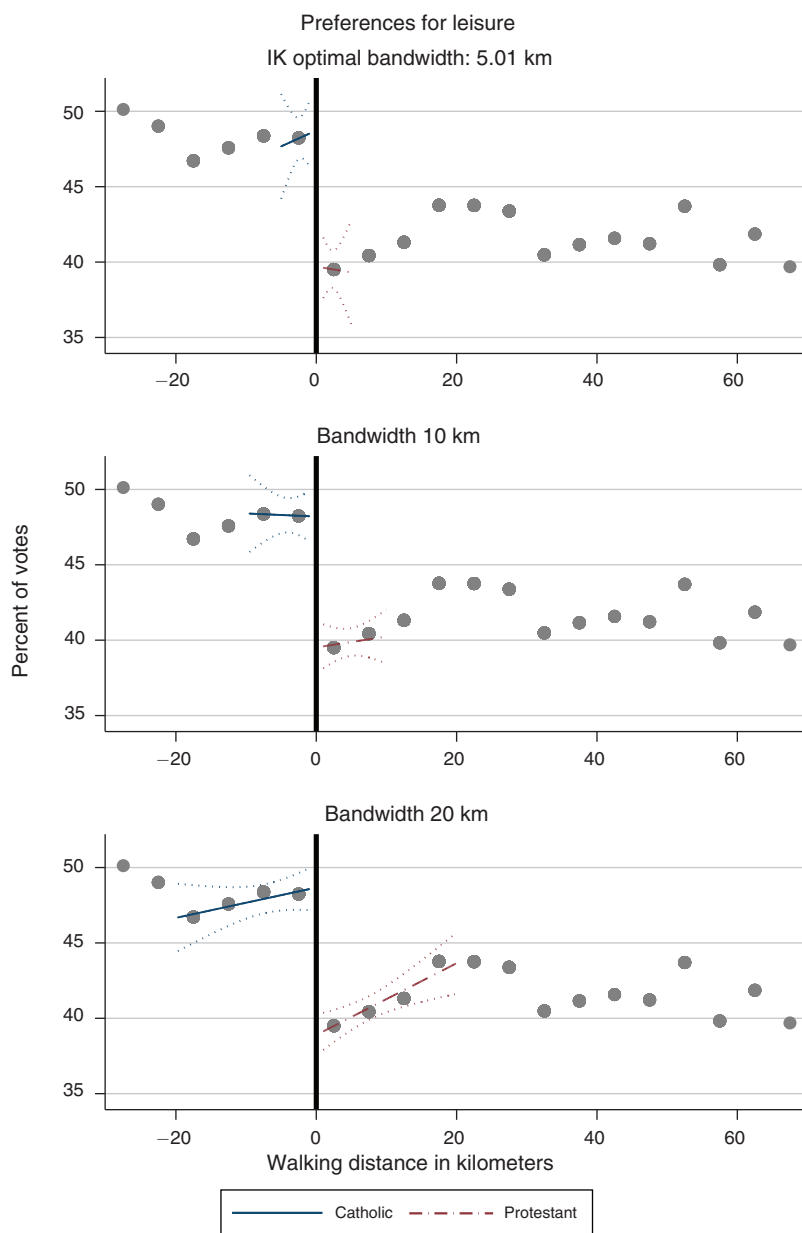 Preferences for leisure
IK optimal bandwidth: 5.01 km
50
45
40
35
−20 0 20 40 60
Bandwidth 10 km
50
45
40
35
−20 0 20 40 60
Percent of votes
Bandwidth 20 km
50
45
40
35
−20 0 20 40 60
Walking distance in kilometers
Catholic Protestant